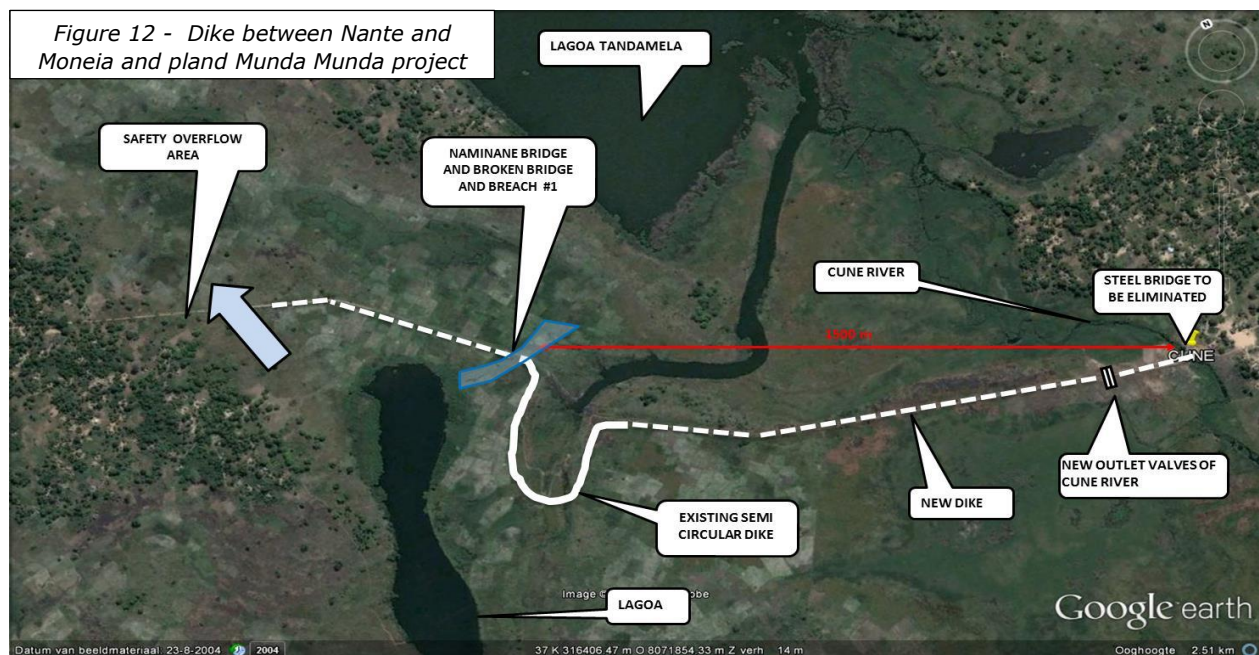 Figure 12 - Dike between Nante and
Moneia and pland Munda Munda project
LAGOA TANDAMELA
N
SAFETY OVERFLOW
AREA
NAMINANE BRIDGE
AND BROKEN BRIDGE
AND BREACH #1
CUNE RIVER
STEEL BRIDGE TO
BE ELIMINATED
CUNE
NEW OUTLET VALVES OF
CUNE RIVER
NEW DIKE
EXISTING SEMI
CIRCULAR DIKE
LAGOA
Image ©
Google earth
Datum van beeldmateriaal: 23-8-2004
2004
37 K 316406.47 m O 8071854.33 m Z verh 14 m
Ooghoogte 2.51 km